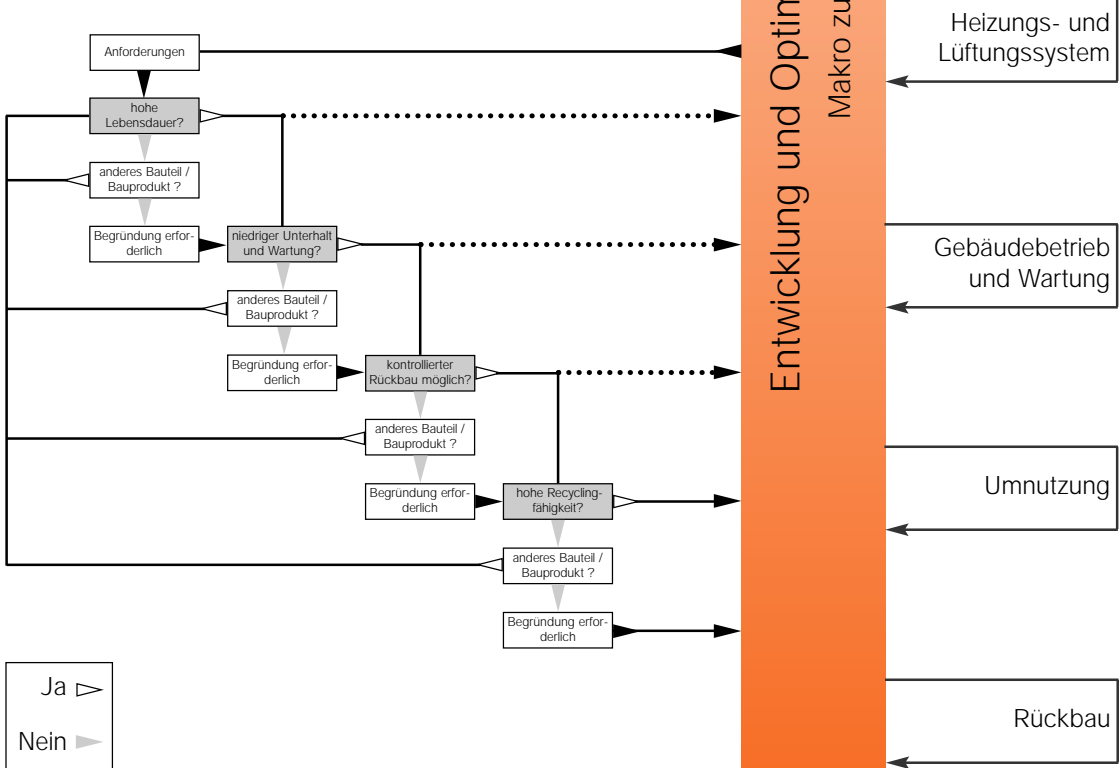 Anforderungen
hohe
Lebensdauer?
anderes Bauteil /
Bauprodukt ?
Begründung erfor-
derlich
niedriger Unterhalt
und Wartung?
anderes Bauteil /
Bauprodukt ?
Begründung erfor-
derlich
kontrollierter
Rückbau möglich?
anderes Bauteil /
Bauprodukt ?
Begründung erfor-
derlich
hohe Recycling-
fähigkeit?
anderes Bauteil /
Bauprodukt ?
Begründung erfor-
derlich
Ja
Nein
Entwicklung und Optim
Makro zu
Heizungs- und
Lüftungssystem
Gebäudebetrieb
und Wartung
Umnutzung
Rückbau